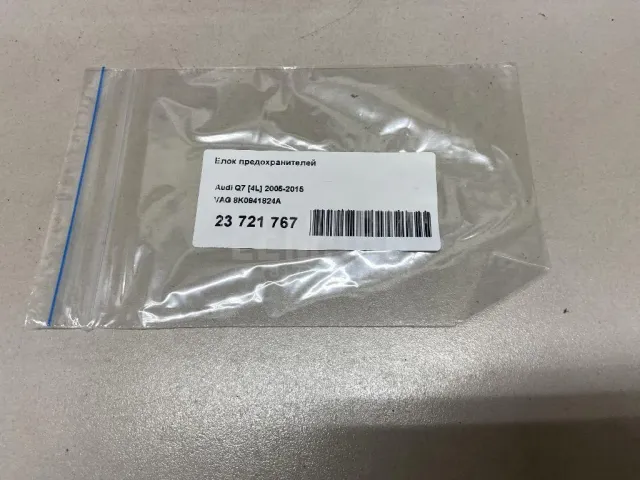 Блок предохранителей
Audi Q7 [4L] 2005-2015
VAG 8K0941824A
23 721 767